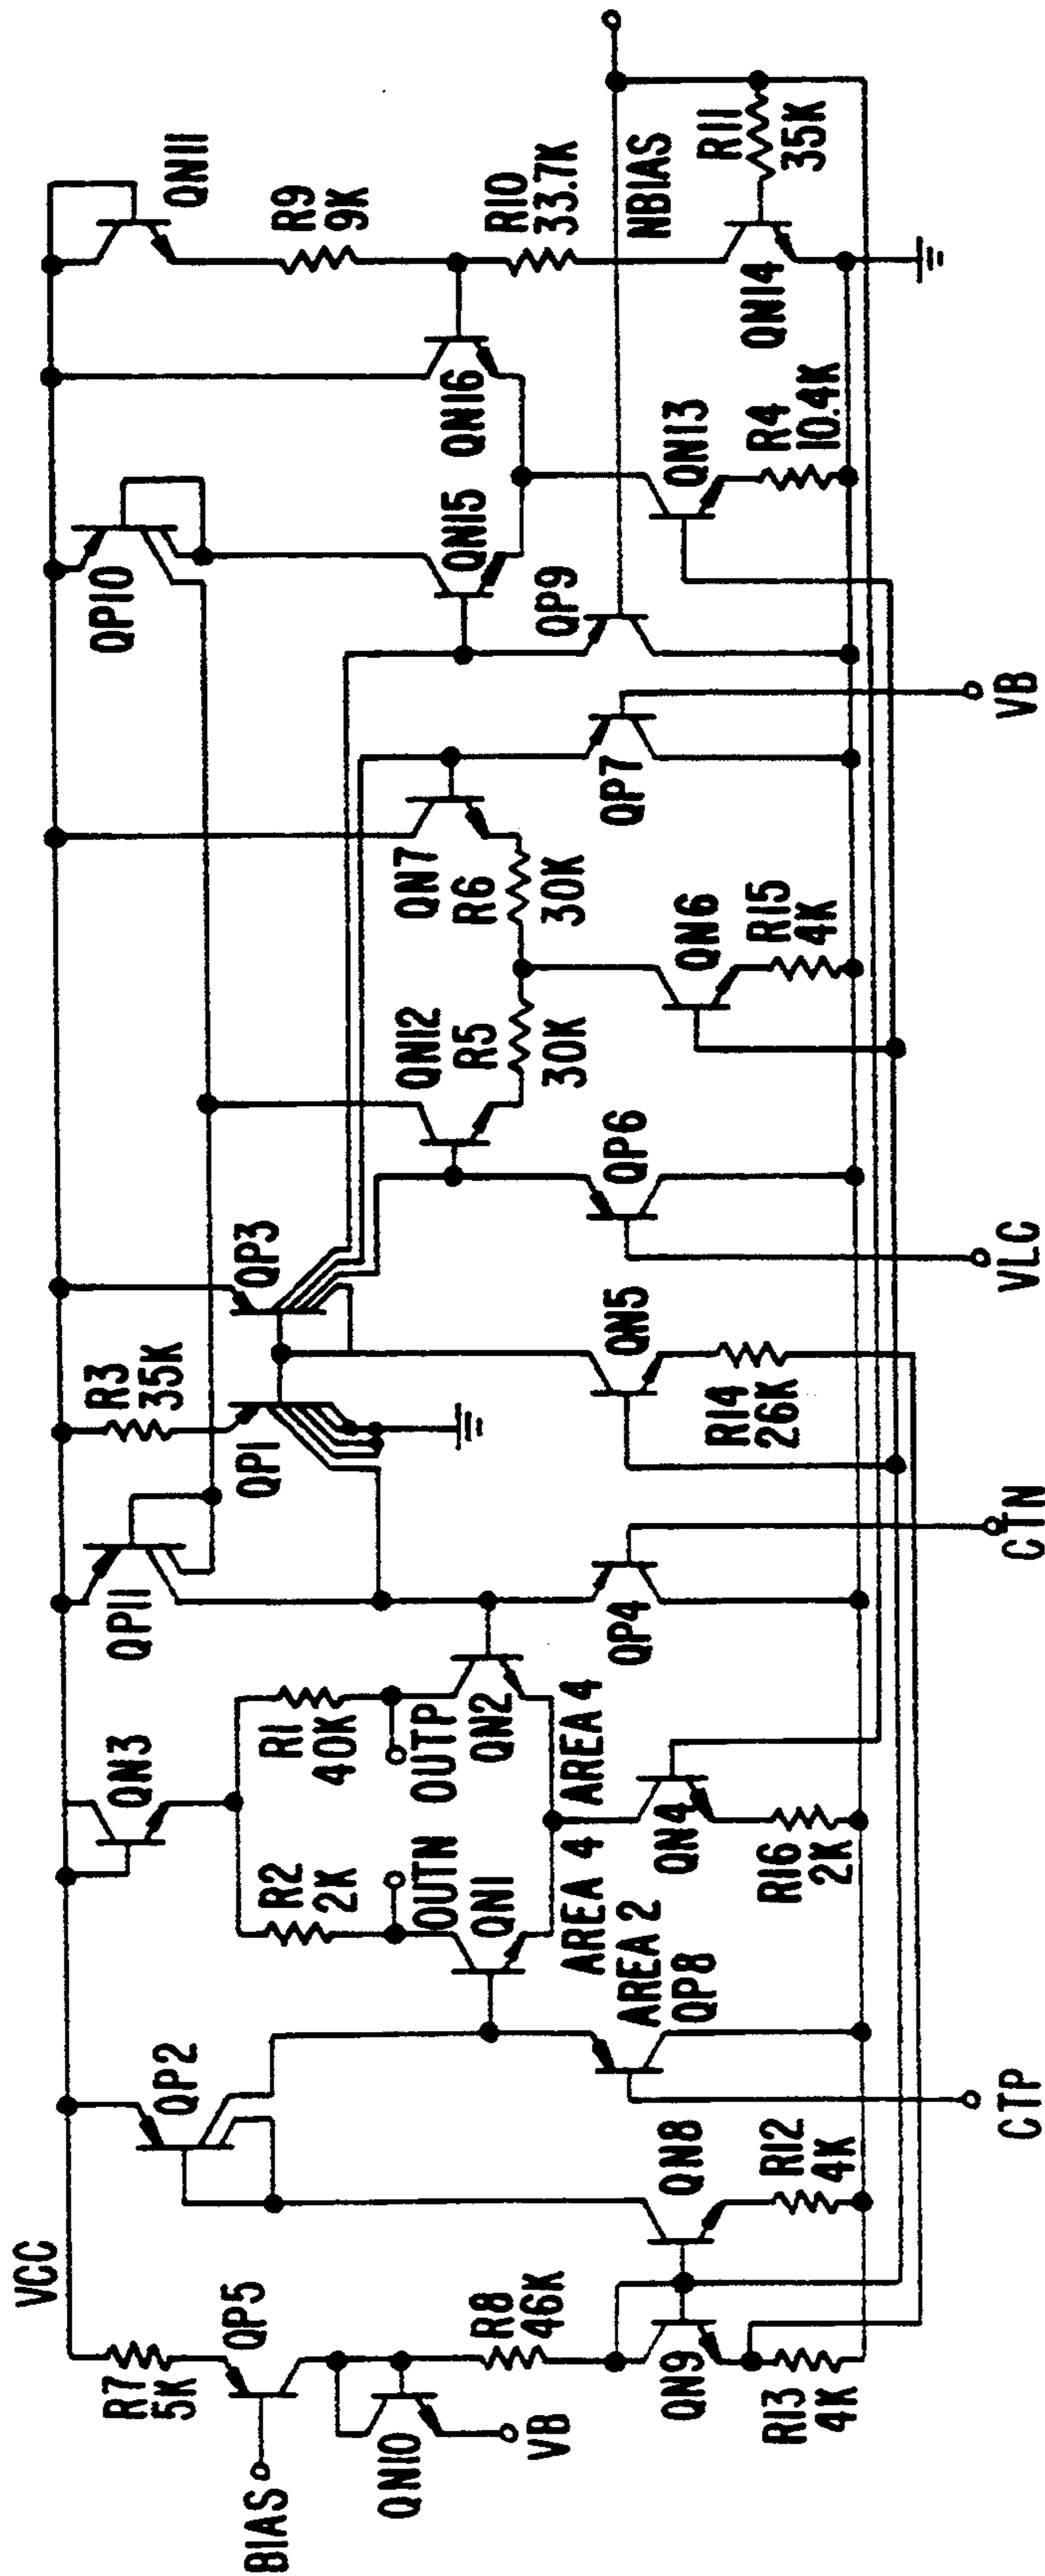 VCC
R7
5K
QP5
BIAS
QN10
VB
R8
46K
QN9
R13
4K
QP2
QN8
R12
4K
CTP
AREA 2
QP8
QN3
R2
2K
OUTN
QN1
AREA 4
R1
40K
OUTP
QN2
AREA 4
QN4
R16
2K
QP11
QP4
CTN
R3
35K
QP1
QP3
QN5
R14
26K
VLC
QP6
QN12
R5
30K
QN7
R6
30K
QN6
R15
4K
QP7
VB
QP10
QP9
QN15
QN16
QN13
R4
10.4K
QN11
R9
9K
R10
33.7K
NBIAS
QN14
R11
35K